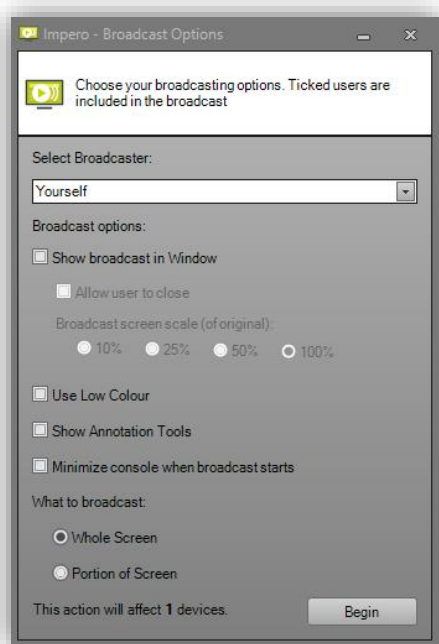 Impero - Broadcast Options
Choose your broadcasting options. Ticked users are
included in the broadcast
Select Broadcaster:
Yourself
Broadcast options:
Show broadcast in Window
Allow user to close
Broadcast screen scale (of original):
10% 25% 50% 100%
Use Low Colour
Show Annotation Tools
Minimize console when broadcast starts
What to broadcast:
Whole Screen
Portion of Screen
This action will affect 1 devices. Begin